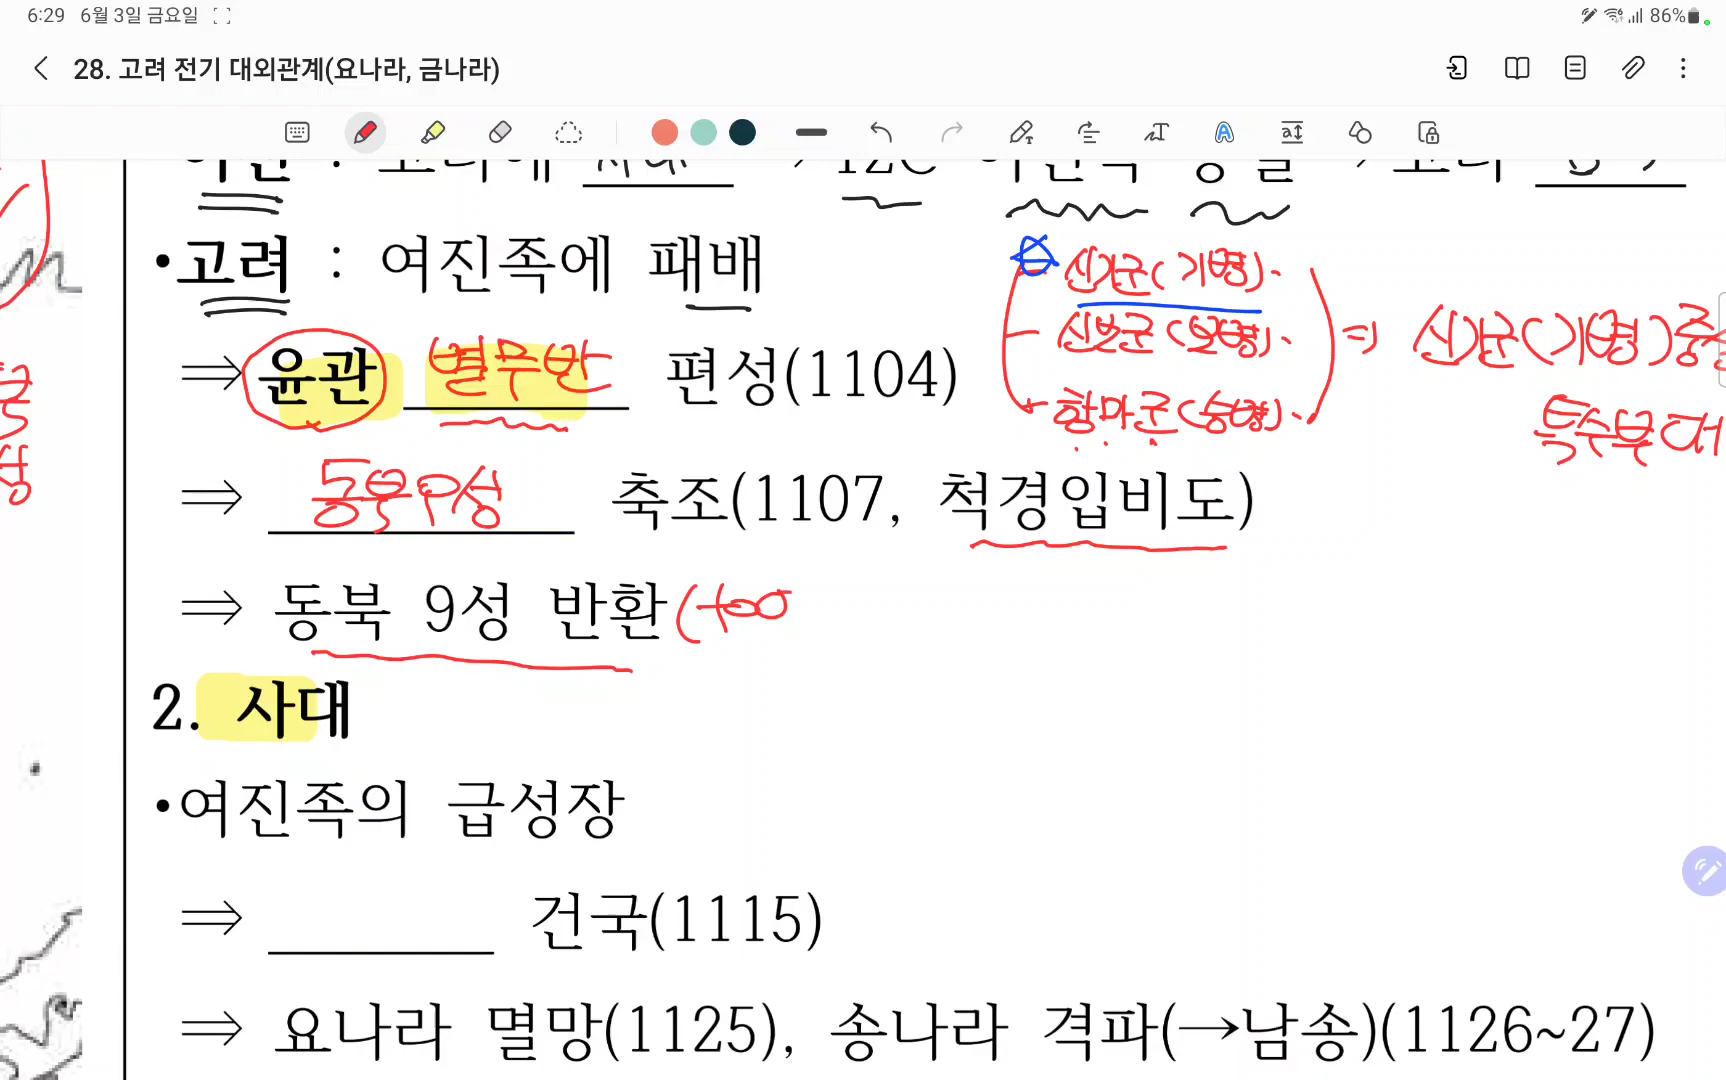 6:29 6월 3일 금요일
86%
28. 고려 전기 대외관계(요나라, 금나라)
•고려 : 여진족에 패배
신기군(기병)
신보군(보병)
항마군(승병)
⇒ 신기군(기병)중
특수부대
⇒ 윤관 별무반 편성(1104)
⇒ 동북9성 축조(1107, 척경입비도)
⇒ 동북 9성 반환(
2. 사대
•여진족의 급성장
⇒ ________ 건국(1115)
⇒ 요나라 멸망(1125), 송나라 격파(→남송)(1126~27)